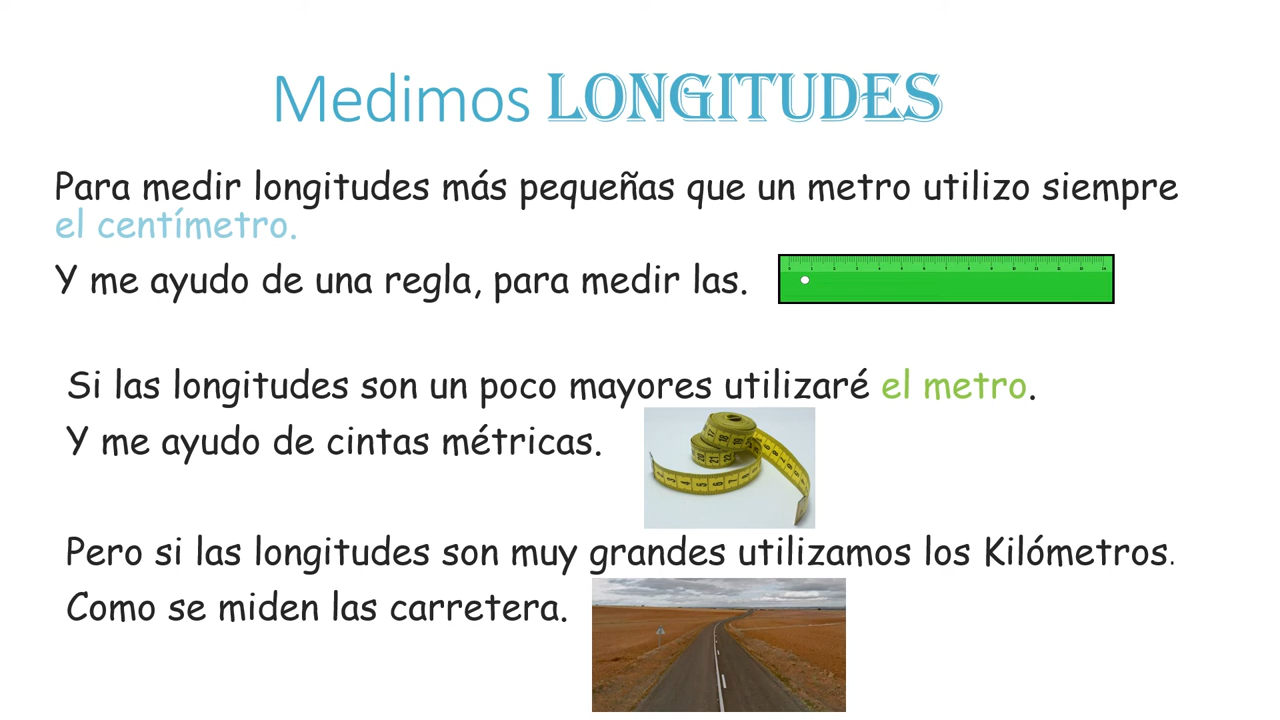 Medimos LONGITUDES
Para medir longitudes más pequeñas que un metro utilizo siempre
el centímetro.
Y me ayudo de una regla, para medir las.
Si las longitudes son un poco mayores utilizaré el metro.
Y me ayudo de cintas métricas.
Pero si las longitudes son muy grandes utilizamos los Kilómetros.
Como se miden las carretera.